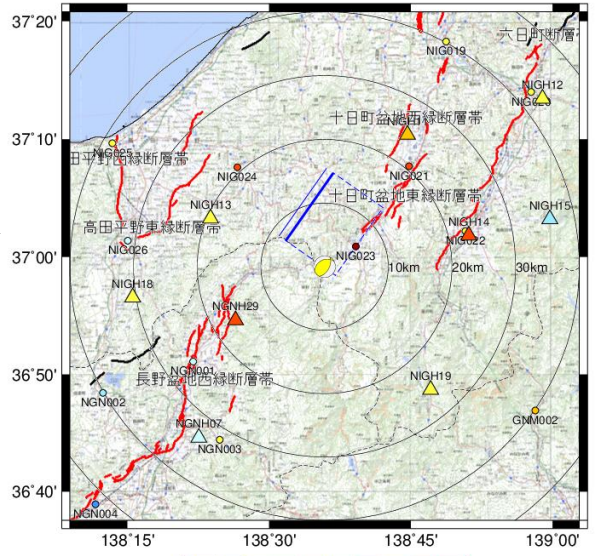 37°20'
NIG019
六日町断層
NIGH12
十日町盆地西縁断層帯
37°10'
NIG025
田平野西縁断層帯
NIG024
NIG021
十日町盆地東縁断層帯
NIGH13
高田平野東縁断層帯
NIGH15
NIGH14
NIG026
NIG022
37°00'
NIG023
10km
20km
30km
NIGH18
NGNH29
NGN001
36°50'
長野盆地西縁断層帯
NIGH19
NGN002
GNM002
NGNH07
NGN003
36°40'
NGN004
138°15'
138°30'
138°45'
139°00'